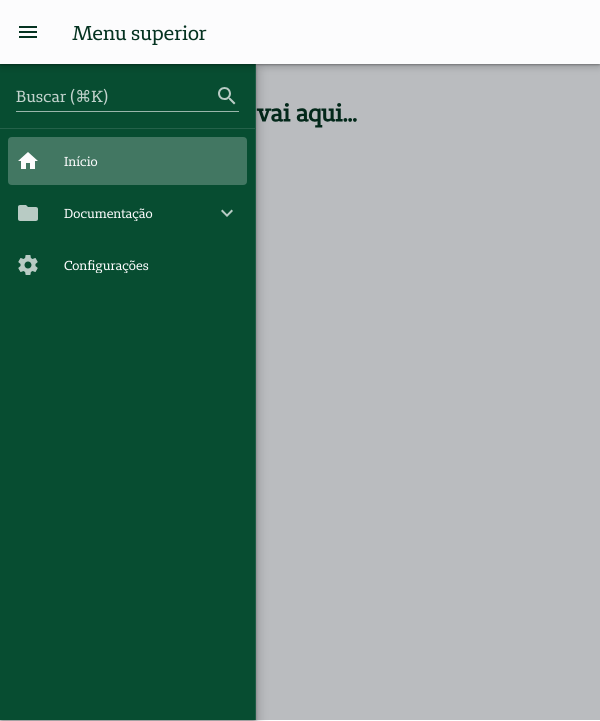 Menu superior
Buscar (⌘K)
vai aqui...
Início
Documentação
Configurações